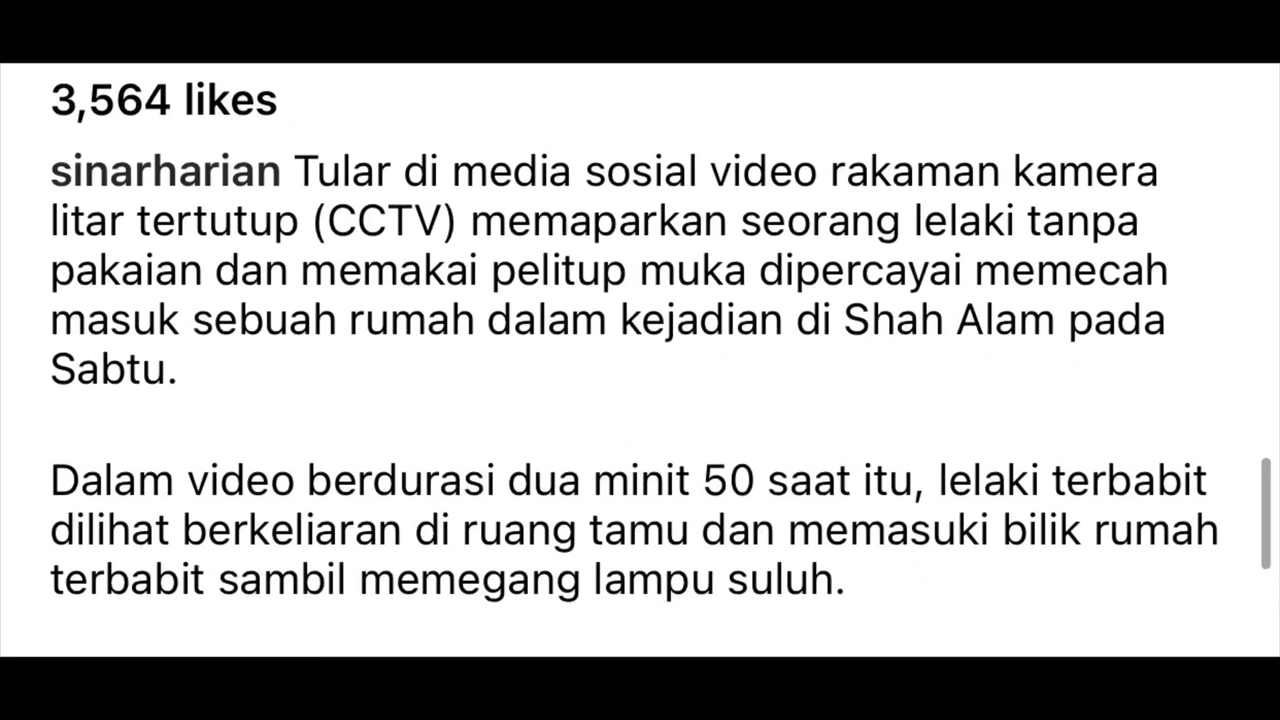 3,564 likes
sinarharian Tular di media sosial video rakaman kamera
litar tertutup (CCTV) memaparkan seorang lelaki tanpa
pakaian dan memakai pelitup muka dipercayai memecah
masuk sebuah rumah dalam kejadian di Shah Alam pada
Sabtu.
Dalam video berdurasi dua minit 50 saat itu, lelaki terbabit
dilihat berkeliaran di ruang tamu dan memasuki bilik rumah
terbabit sambil memegang lampu suluh.